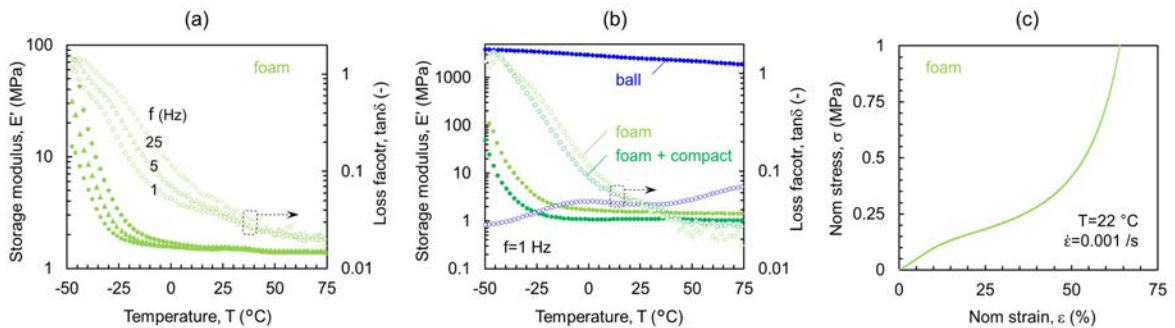 (a)
100
10
1
Storage modulus, E' (MPa)
foam
f (Hz)
25
5
1
1
0.1
0.01
Loss facotr, tanδ (-)
-50 -25 0 25 50 75
Temperature, T (°C)
(b)
1000
100
10
1
0.1
Storage modulus, E' (MPa)
ball
foam
foam + compact
f=1 Hz
1
0.1
0.01
Loss facotr, tanδ (-)
-50 -25 0 25 50 75
Temperature, T (°C)
(c)
1
0.75
0.5
0.25
0
Nom stress, σ (MPa)
foam
T=22 °C
ε̇=0.001 /s
0 25 50 75
Nom strain, ε (%)